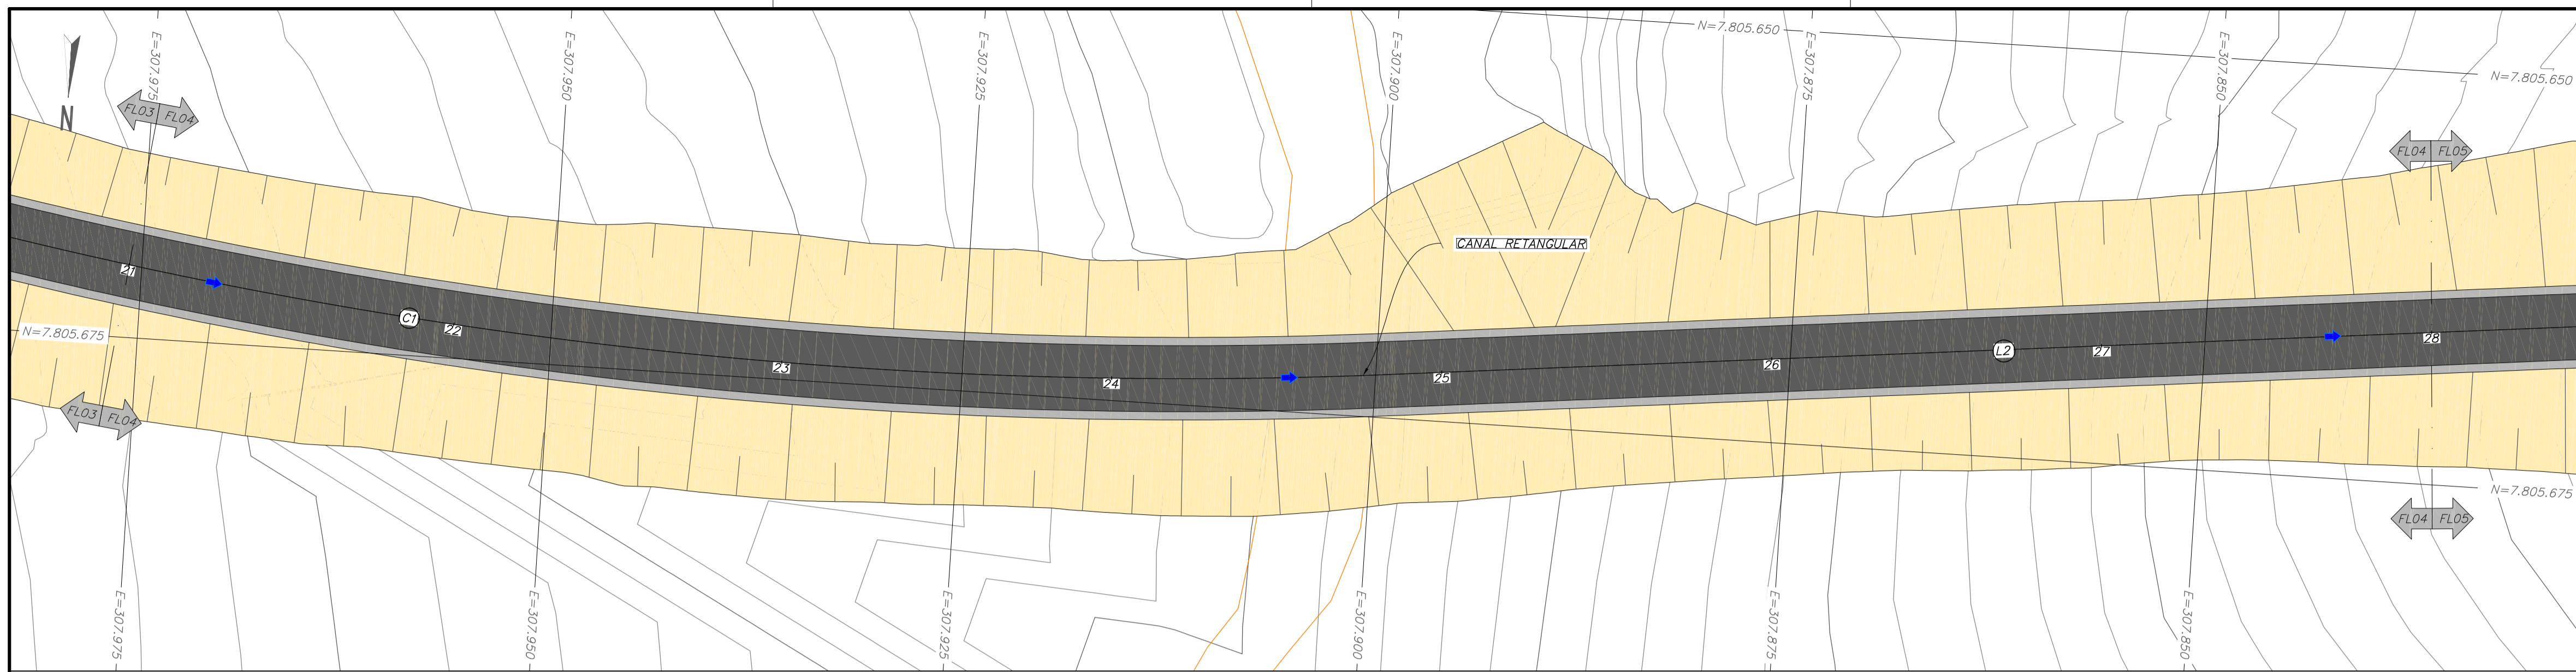 N=7.805.650
E=307.975
E=307.950
E=307.925
E=307.900
E=307.875
E=307.850
N=7.805.650
N
FL03 FL04
FL04 FL05
CANAL RETANGULAR
21
C1
22
23
24
25
26
L2
27
28
N=7.805.675
FL03 FL04
N=7.805.675
FL04 FL05
E=307.975
E=307.950
E=307.925
E=307.900
E=307.875
E=307.850